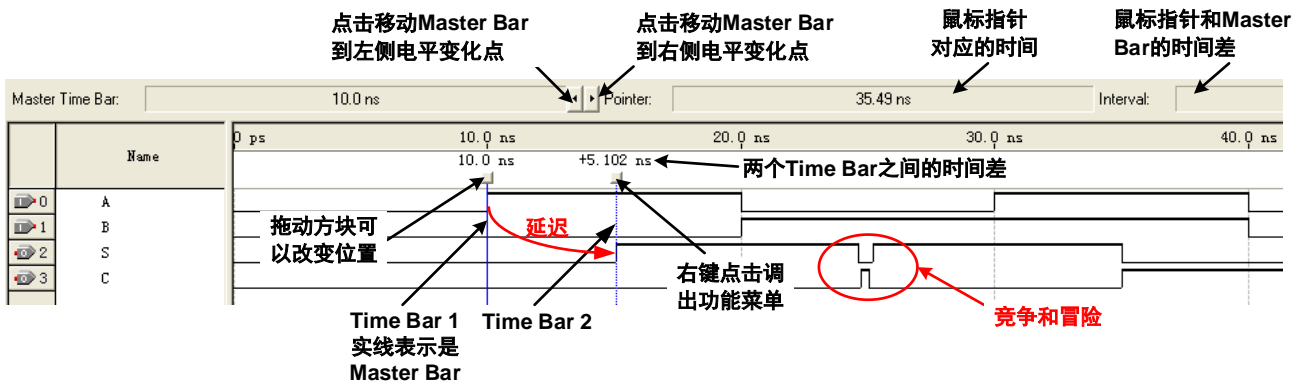 点击移动Master Bar
到左侧电平变化点
点击移动Master Bar
到右侧电平变化点
鼠标指针
对应的时间
鼠标指针和Master
Bar的时间差
Master Time Bar:
10.0 ns
Pointer:
35.49 ns
Interval:
Name
0 ps
10.0 ns
20.0 ns
30.0 ns
40.0 ns
10.0 ns
+5.102 ns
两个Time Bar之间的时间差
0 A
1 B
2 S
3 C
拖动方块可
以改变位置
延迟
右键点击调
出功能菜单
竞争和冒险
Time Bar 1
实线表示是
Master Bar
Time Bar 2